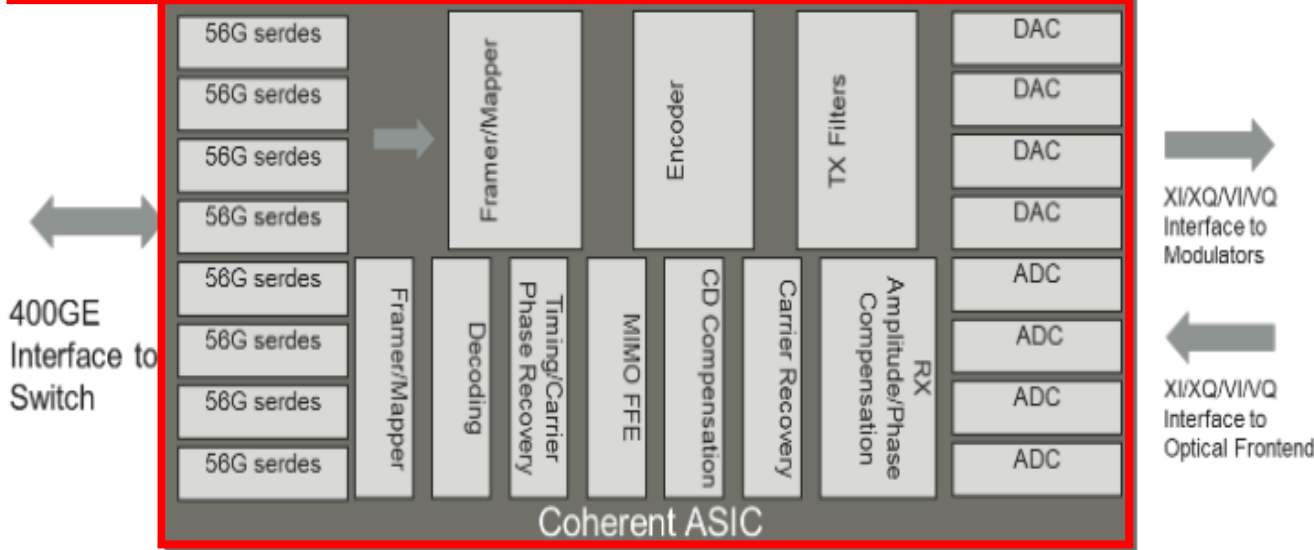 56G serdes
56G serdes
56G serdes
56G serdes
56G serdes
56G serdes
56G serdes
56G serdes
400GE
Interface to
Switch
Framer/Mapper
Encoder
TX Filters
DAC
DAC
DAC
DAC
Framer/Mapper
Decoding
Timing/Carrier
Phase Recovery
MIMO FFE
CD Compensation
Carrier Recovery
RX
Amplitude/Phase
Compensation
ADC
ADC
ADC
ADC
XI/XQ/VI/VQ
Interface to
Modulators
XI/XQ/VI/VQ
Interface to
Optical Frontend
Coherent ASIC